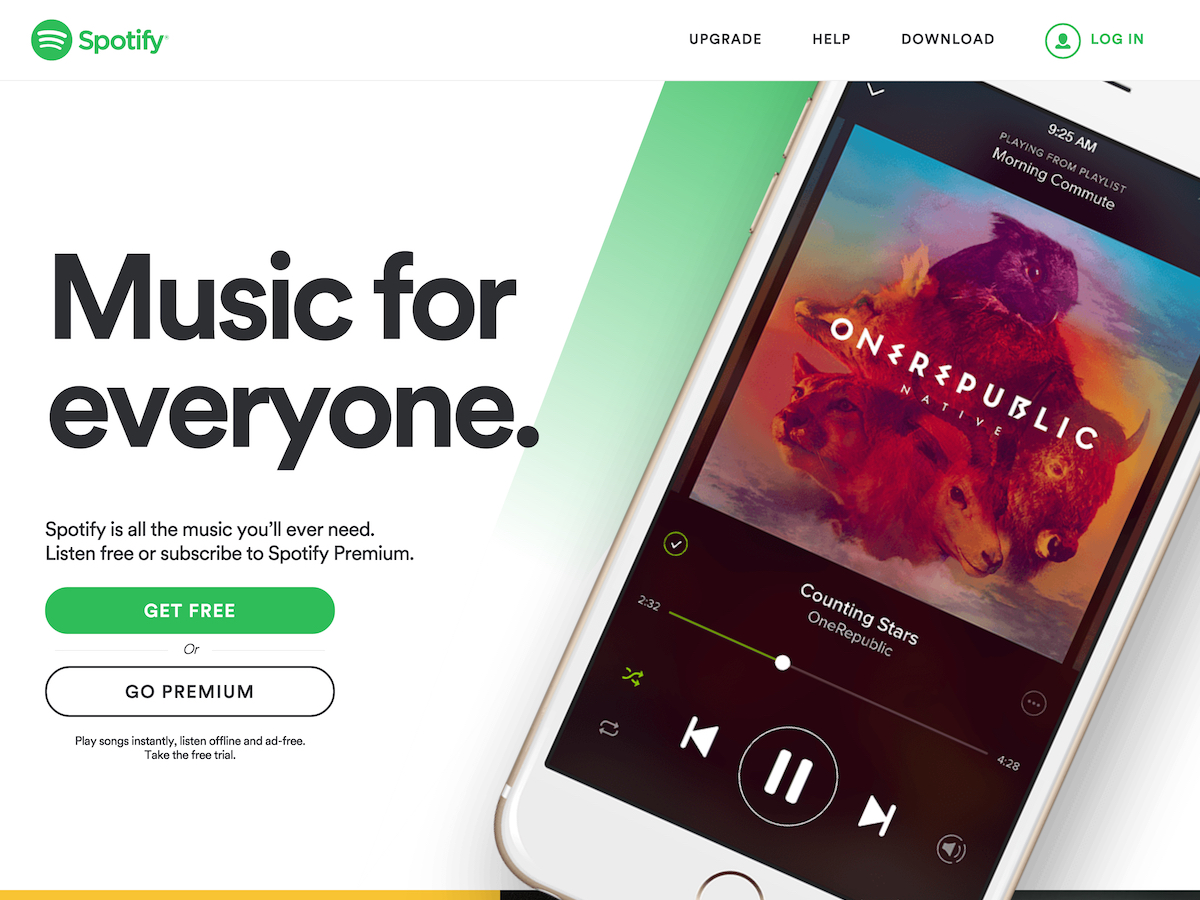 Spotify®
UPGRADE
HELP
DOWNLOAD
LOG IN
Music for
everyone.
Spotify is all the music you’ll ever need.
Listen free or subscribe to Spotify Premium.
GET FREE
Or
GO PREMIUM
Play songs instantly, listen offline and ad-free.
Take the free trial.
9:25 AM
PLAYING FROM PLAYLIST
Morning Commute
ONEREPUBLIC
NATIVE
Counting Stars
OneRepublic
2:32
4:28